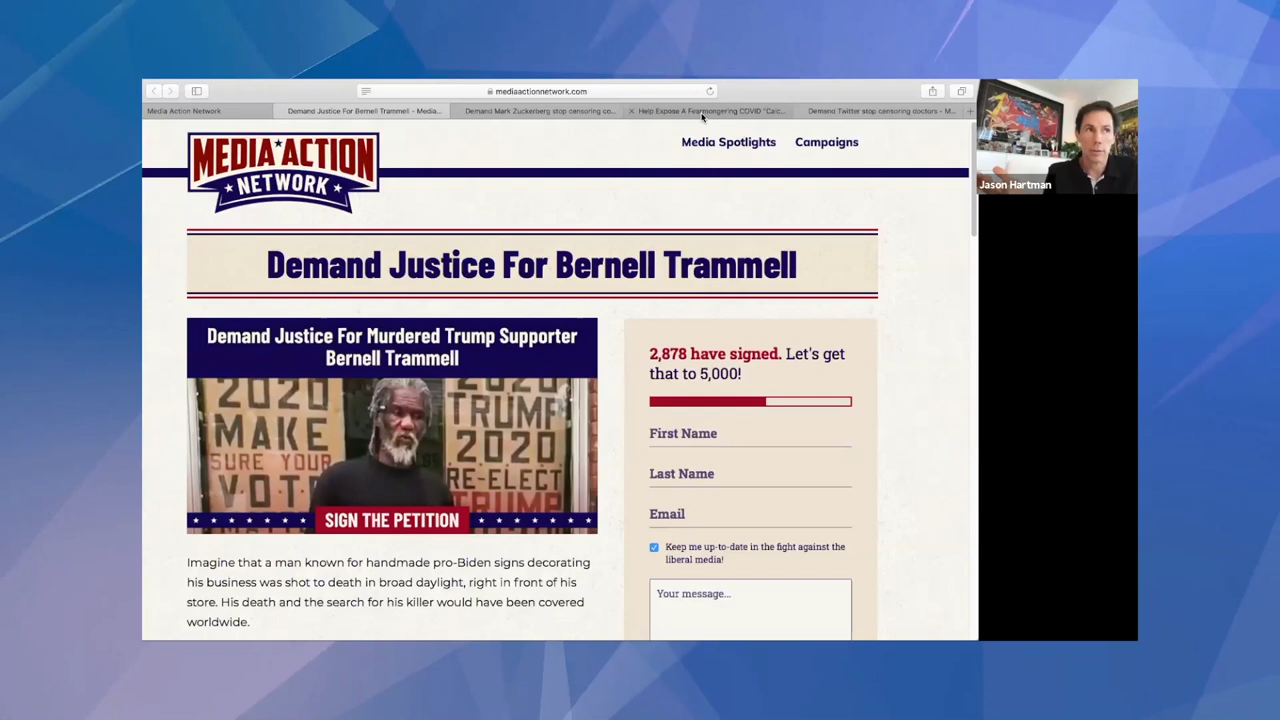 mediaactionnetwork.com
Media Action Network
Demand Justice For Bernell Trammell – Media...
Demand Mark Zuckerberg stop censoring co...
Help Expose A Fearmongering COVID "Calc...
Demand Twitter stop censoring doctors - M...
MEDIA ACTION
NETWORK
Media Spotlights
Campaigns
Jason Hartman
Demand Justice For Bernell Trammell
Demand Justice For Murdered Trump Supporter
Bernell Trammell
2020
MAKE
SURE YOUR
VOT
TRUMP
2020
RE-ELECT
TRUMP
SIGN THE PETITION
Imagine that a man known for handmade pro-Biden signs decorating
his business was shot to death in broad daylight, right in front of his
store. His death and the search for his killer would have been covered
worldwide.
2,878 have signed. Let's get
that to 5,000!
First Name
Last Name
Email
Keep me up-to-date in the fight against the
liberal media!
Your message...